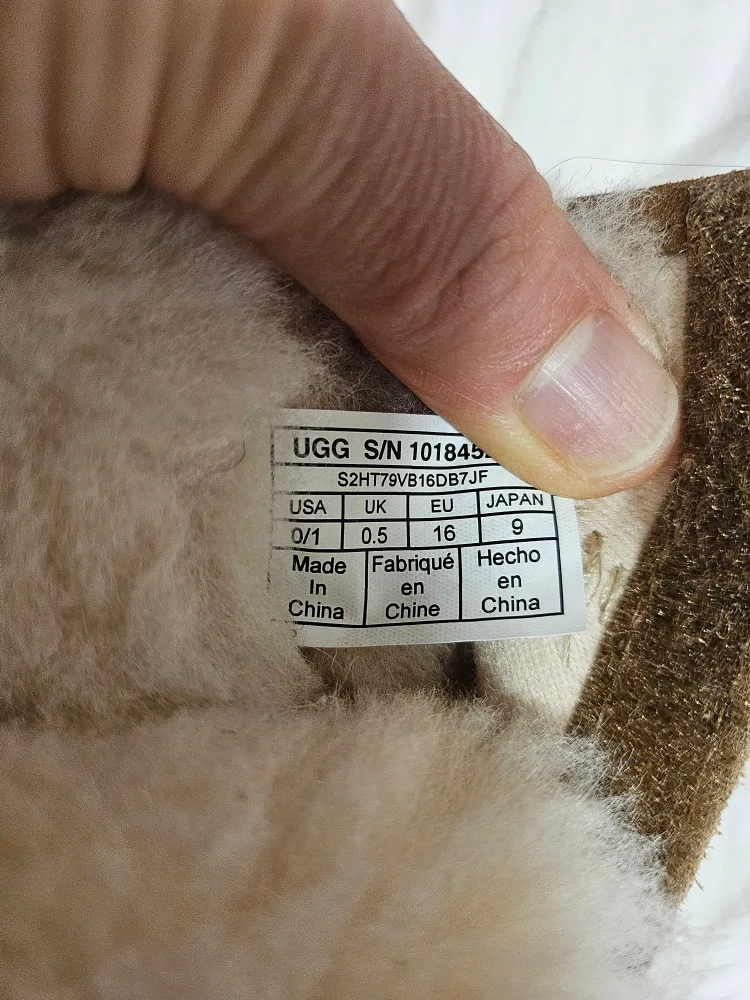 UGG S/N 101845
S2HT79VB16DB7JF
USA UK EU JAPAN
0/1 0.5 16 9
Made In China
Fabriqué en Chine
Hecho en China